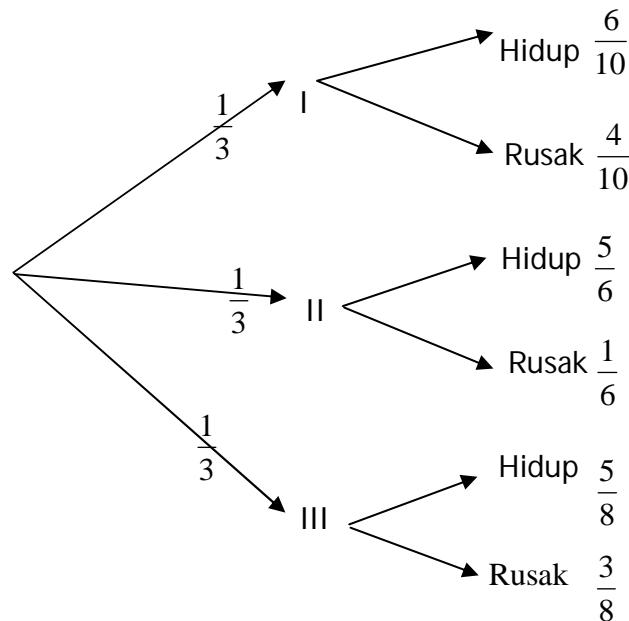 Hidup 6/10
1/3 I
Rusak 4/10
Hidup 5/6
1/3 II
Rusak 1/6
1/3 III
Hidup 5/8
Rusak 3/8